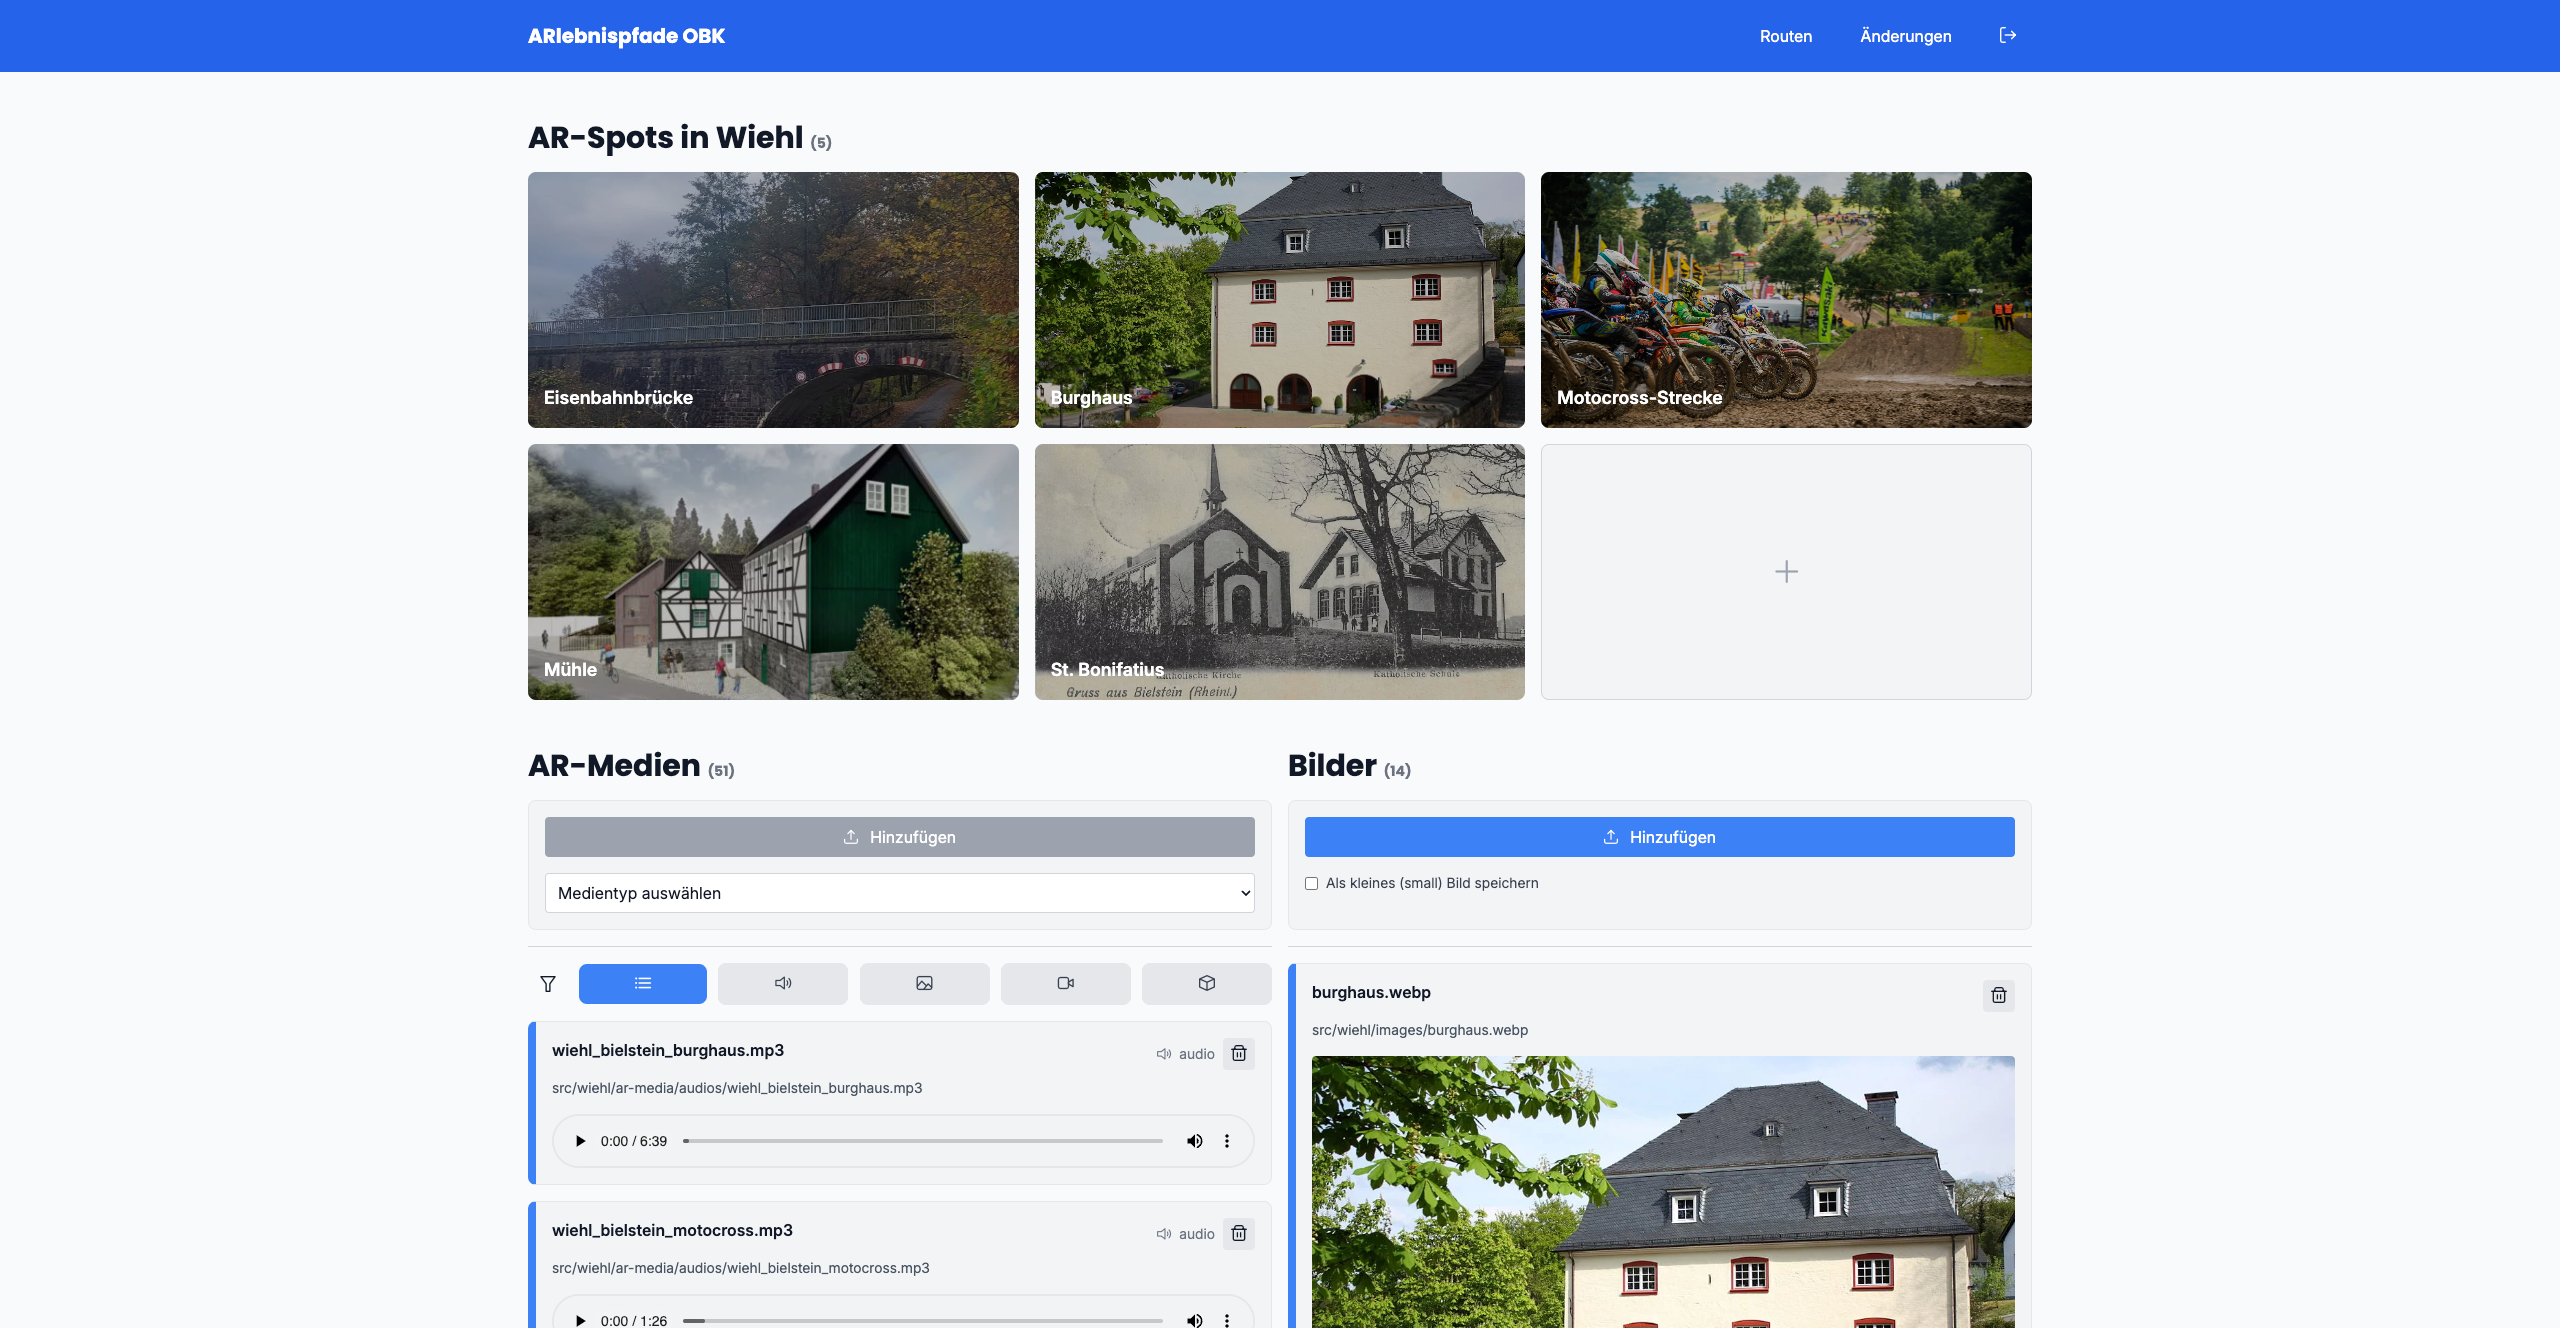 ARlebnispfade OBK
Routen
Änderungen
AR-Spots in Wiehl (5)
Eisenbahnbrücke
Burghaus
Kawasaki
Motocross-Strecke
Mühle
St. Bonifatius
Katholische Kirche
Katholische Schule
Gruss aus Bielstein (Rheinl.)
AR-Medien (51)
Hinzufügen
Medientyp auswählen
wiehl_bielstein_burghaus.mp3
audio
src/wiehl/ar-media/audios/wiehl_bielstein_burghaus.mp3
0:00 / 6:39
wiehl_bielstein_motocross.mp3
audio
src/wiehl/ar-media/audios/wiehl_bielstein_motocross.mp3
0:00 / 1:26
Bilder (14)
Hinzufügen
Als kleines (small) Bild speichern
burghaus.webp
src/wiehl/images/burghaus.webp